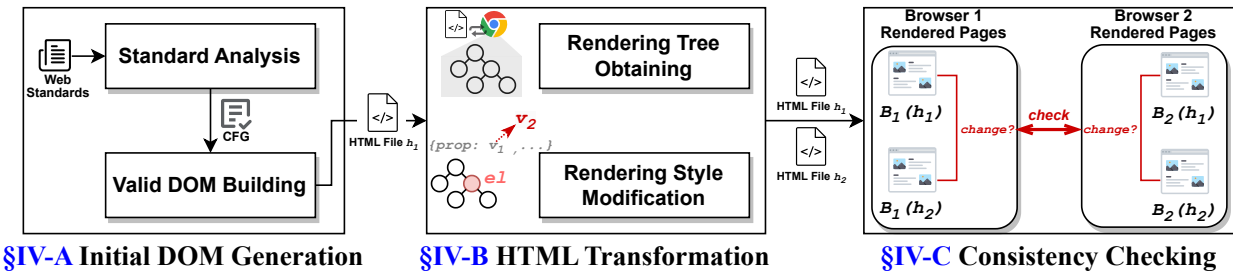 Web
Standards
Standard Analysis
CFG
Valid DOM Building
HTML File h1
</>
</>
Rendering Tree
Obtaining
v2
{prop: v1 ,...}
el
Rendering Style
Modification
</>
HTML File h1
</>
HTML File h2
Browser 1
Rendered Pages
B1(h1)
change?
B1(h2)
check
Browser 2
Rendered Pages
B2(h1)
change?
B2(h2)
§IV-A Initial DOM Generation
§IV-B HTML Transformation
§IV-C Consistency Checking